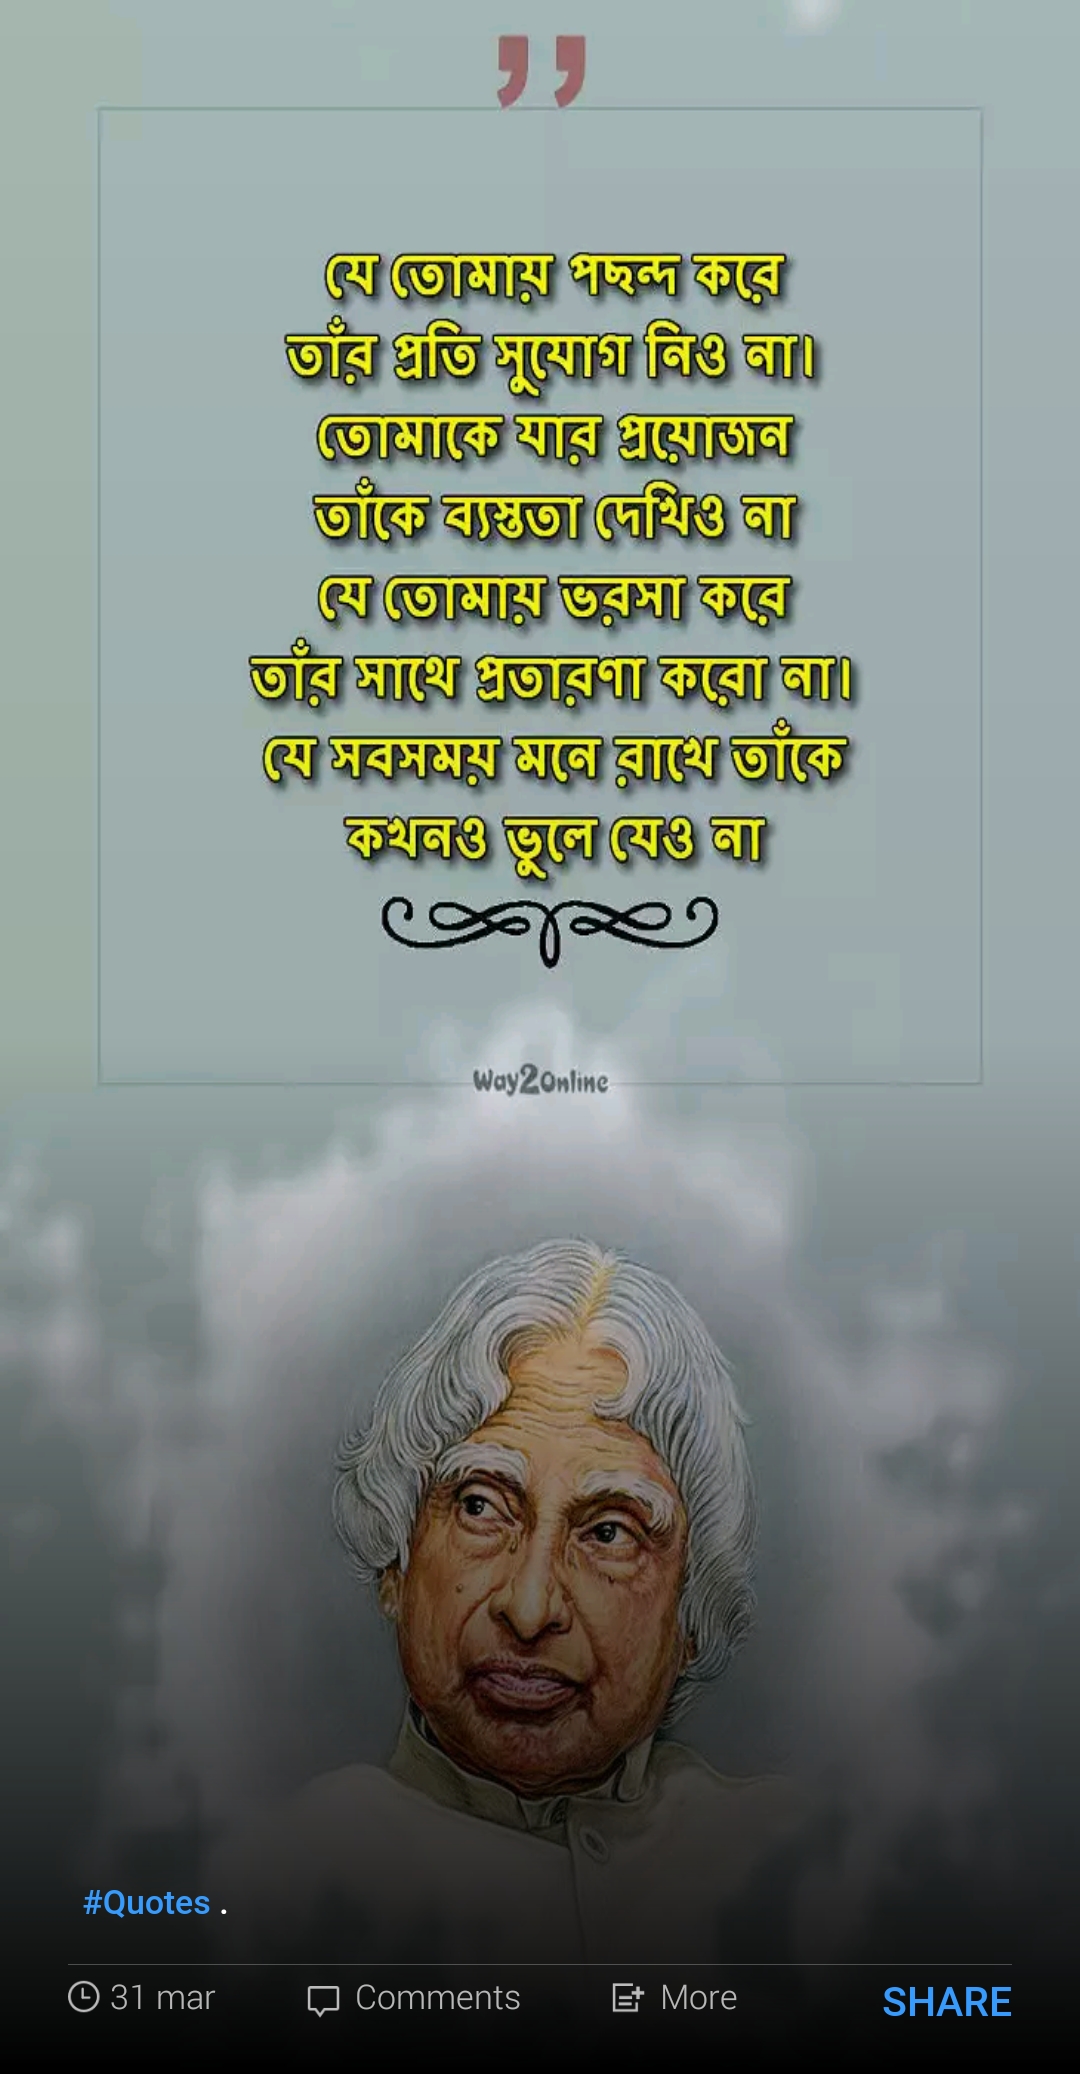 ”
যে তোমায় পছন্দ করে
তাঁর প্রতি সুযোগ নিও না।
তোমাকে যার প্রয়োজন
তাঁকে ব্যস্ততা দেখিও না
যে তোমায় ভরসা করে
তাঁর সাথে প্রতারণা করো না।
যে সবসময় মনে রাখে তাঁকে
কখনও ভুলে যেও না
Way2Online
#Quotes .
31 mar Comments More SHARE